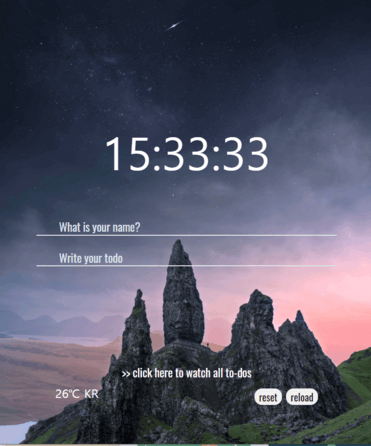 15:33:33
What is your name?
Write your todo
>> click here to watch all to-dos
26℃ KR
reset reload